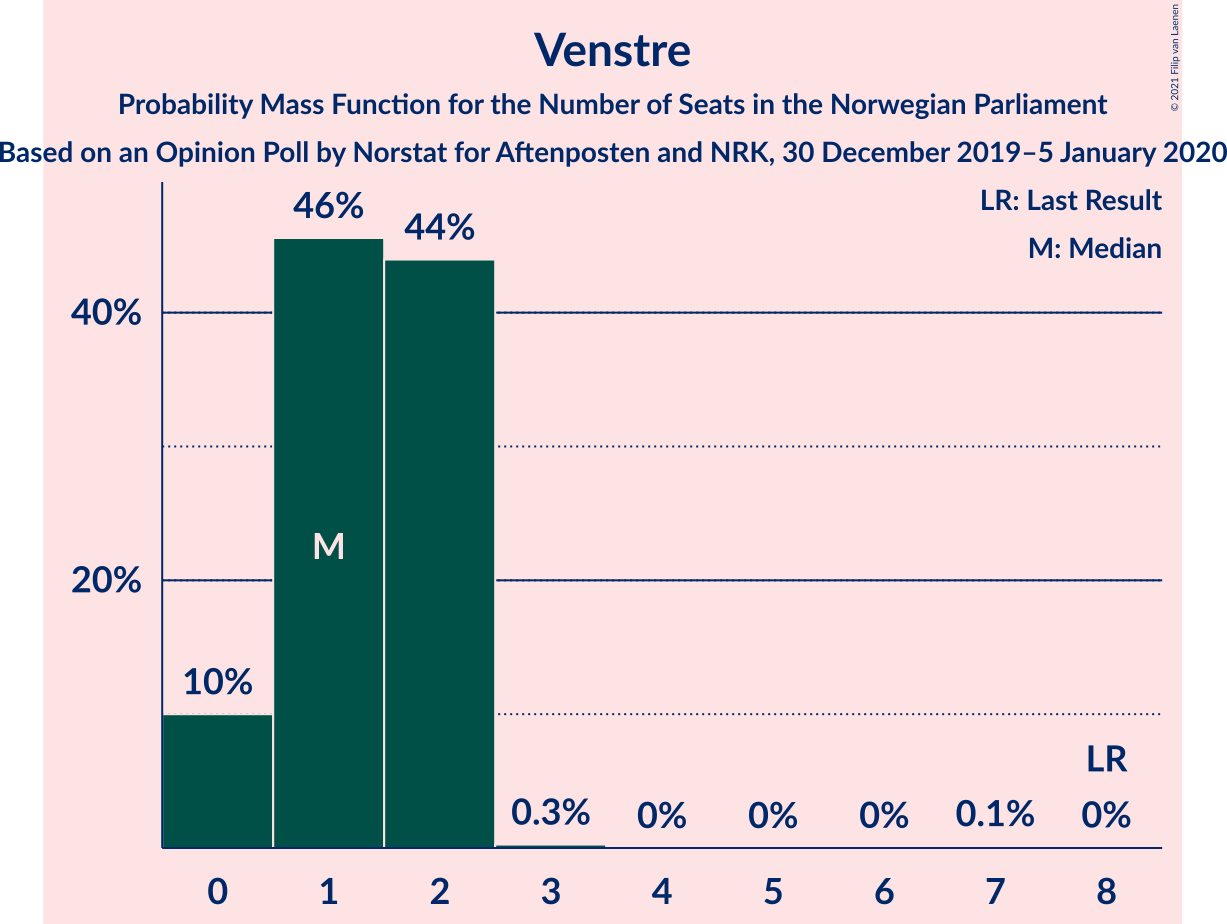 Venstre
Probability Mass Function for the Number of Seats in the Norwegian Parliament
Based on an Opinion Poll by Norstat for Aftenposten and NRK, 30 December 2019–5 January 2020
© 2021 Filip van Laenen
LR: Last Result
M: Median
46%
44%
40%
M
20%
10%
LR
0.3%
0%
0%
0%
0.1%
0%
0 1 2 3 4 5 6 7 8